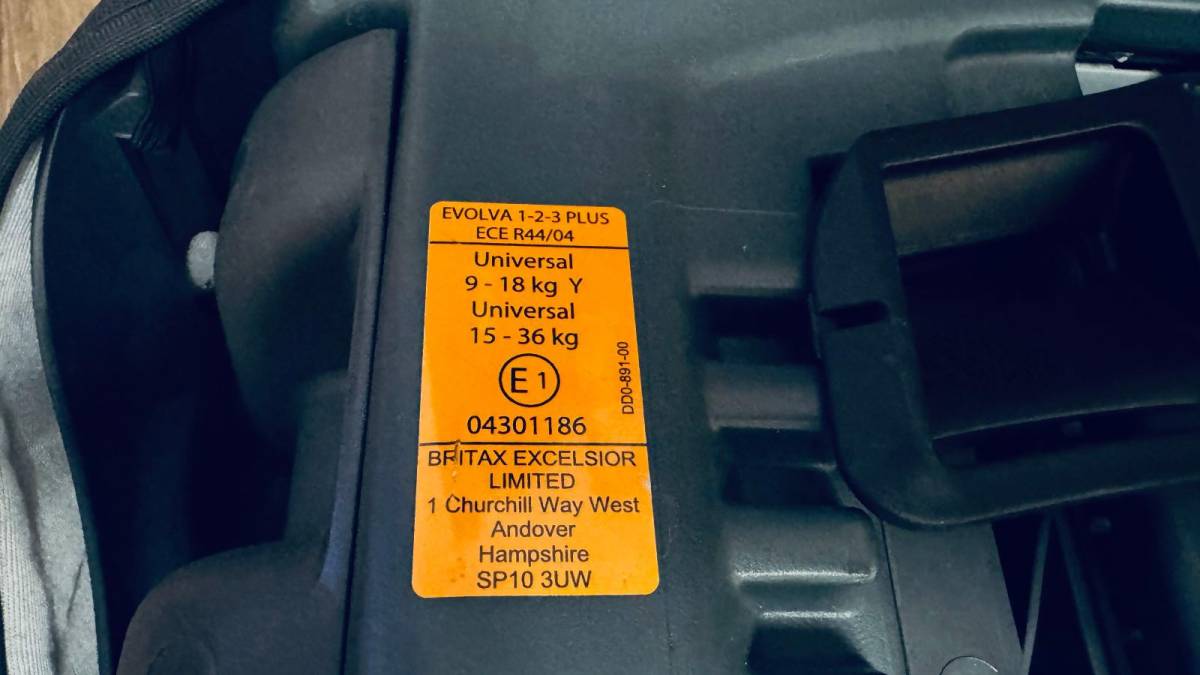 EVOLVA 1-2-3 PLUS
ECE R44/04
Universal
9 - 18 kg Y
Universal
15 - 36 kg
E 1
04301186
DD0-891-00
BRITAX EXCELSIOR
LIMITED
1 Churchill Way West
Andover
Hampshire
SP10 3UW